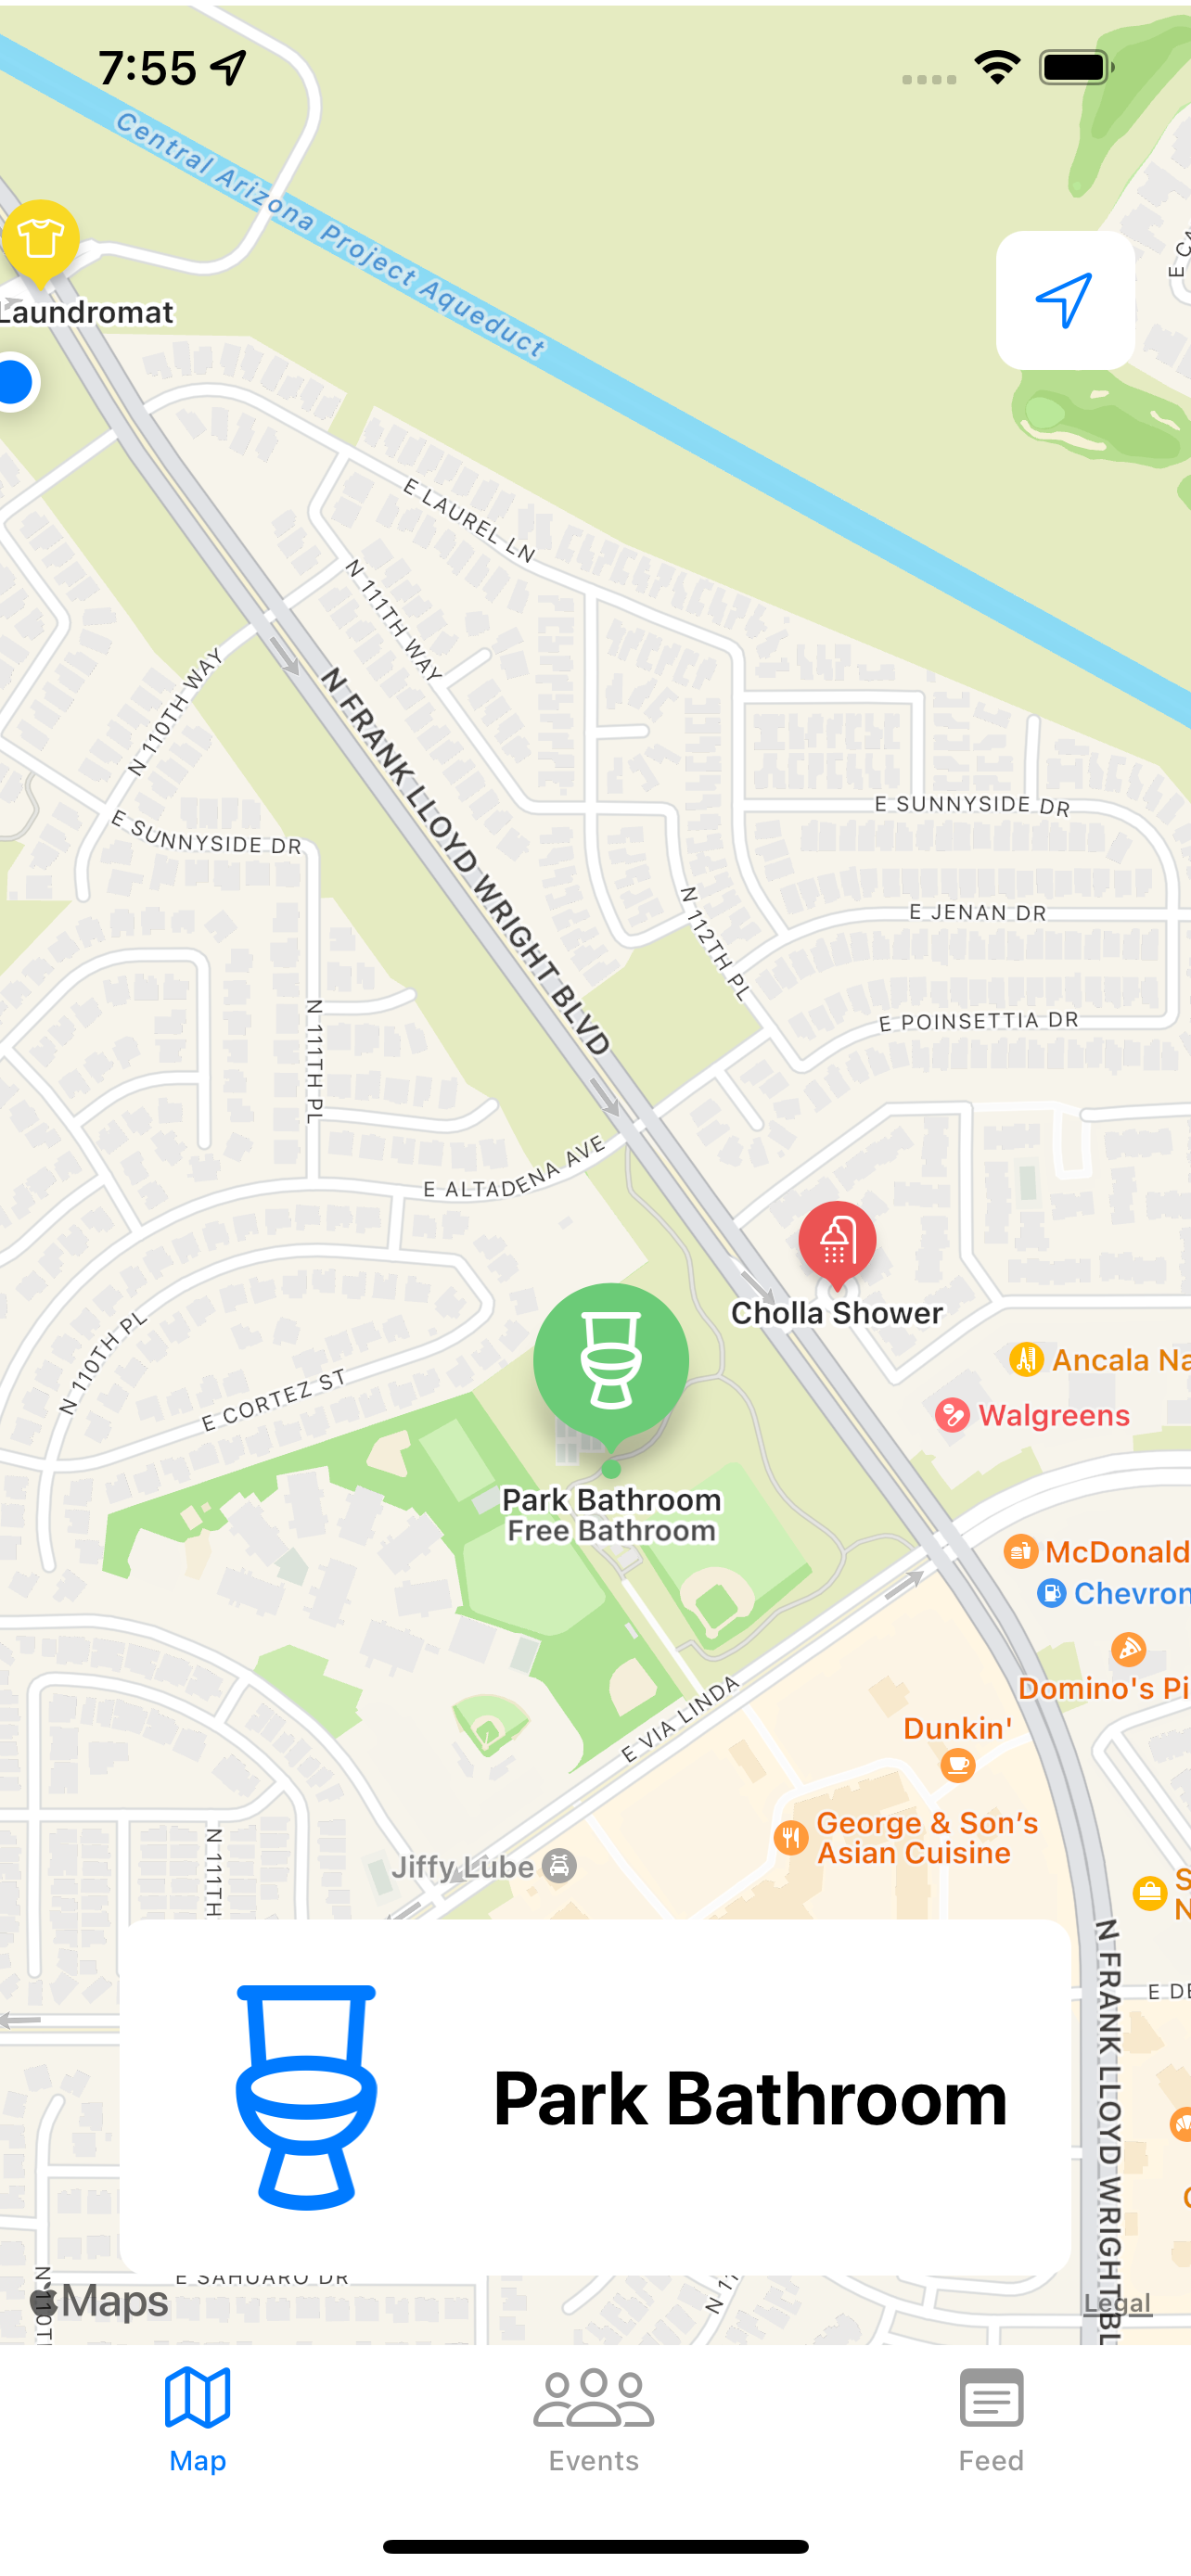 7:55
Central Arizona Project Aqueduct
Laundromat
E LAUREL LN
N 111TH WAY
N FRANK LLOYD WRIGHT BLVD
N 110TH WAY
E SUNNYSIDE DR
E SUNNYSIDE DR
E JENAN DR
N 112TH PL
N 111TH PL
E POINSETTIA DR
E ALTADENA AVE
Cholla Shower
N 110TH PL
E CORTEZ ST
Ancala Na
Walgreens
Park Bathroom
Free Bathroom
McDonald
Chevron
Domino's Pi
E VIA LINDA
Dunkin'
George & Son's
Asian Cuisine
Jiffy Lube
N 111TH
S
N
N FRANK LLOYD WRIGHT BL
E DE
Park Bathroom
E SAHUARO DR
N 110T
N 11
Maps
Legal
Map
Events
Feed